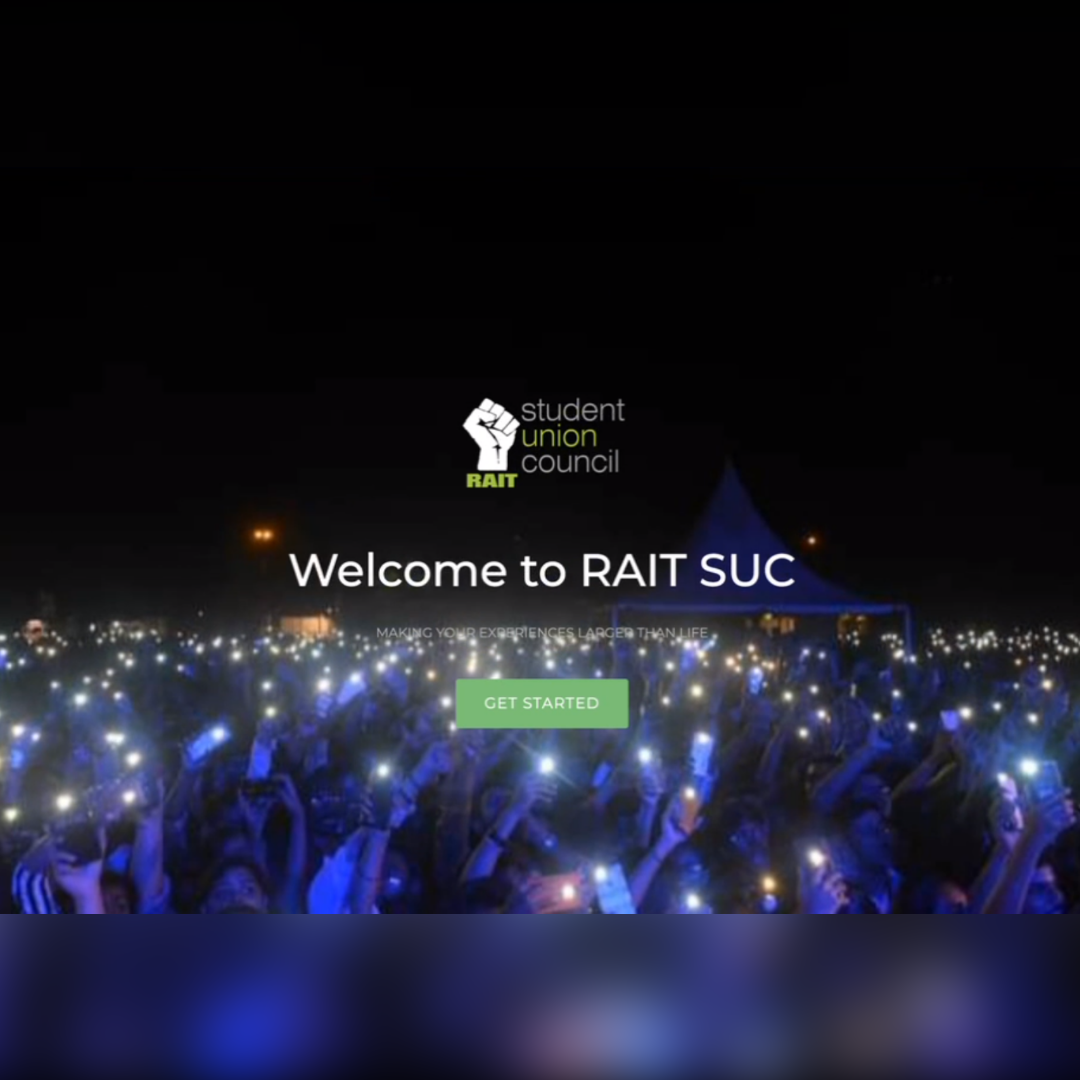 student
union
council
RAIT
Welcome to RAIT SUC
MAKING YOUR EXPERIENCES LARGER THAN LIFE
GET STARTED